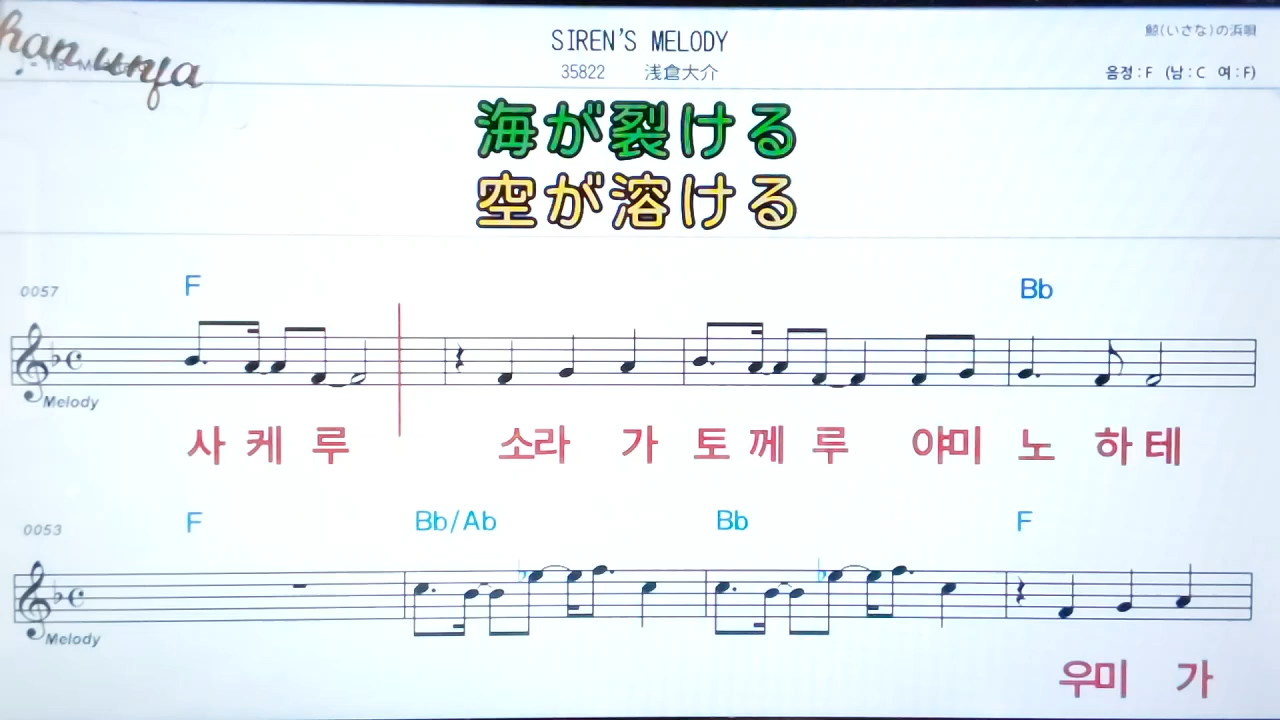 han unja
SIREN'S MELODY
鯨(いさな)の浜唄
35822 浅倉大介
음정:F (남:C 여:F)
海が裂ける
空が溶ける
0057 F Bb
Melody
사 케 루 소라 가 토 께 루 야미 노 하 테
0053 F Bb/Ab Bb F
Melody
우미 가